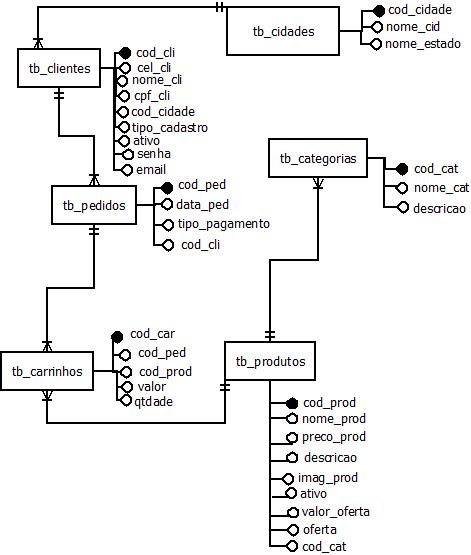 tb_cidades
cod_cidade
nome_cid
nome_estado
tb_clientes
cod_cli
cel_cli
nome_cli
cpf_cli
cod_cidade
tipo_cadastro
ativo
senha
email
tb_categorias
cod_cat
nome_cat
descricao
tb_pedidos
cod_ped
data_ped
tipo_pagamento
cod_cli
tb_carrinhos
cod_car
cod_ped
cod_prod
valor
qtdade
tb_produtos
cod_prod
nome_prod
preco_prod
descricao
imag_prod
ativo
valor_oferta
oferta
cod_cat